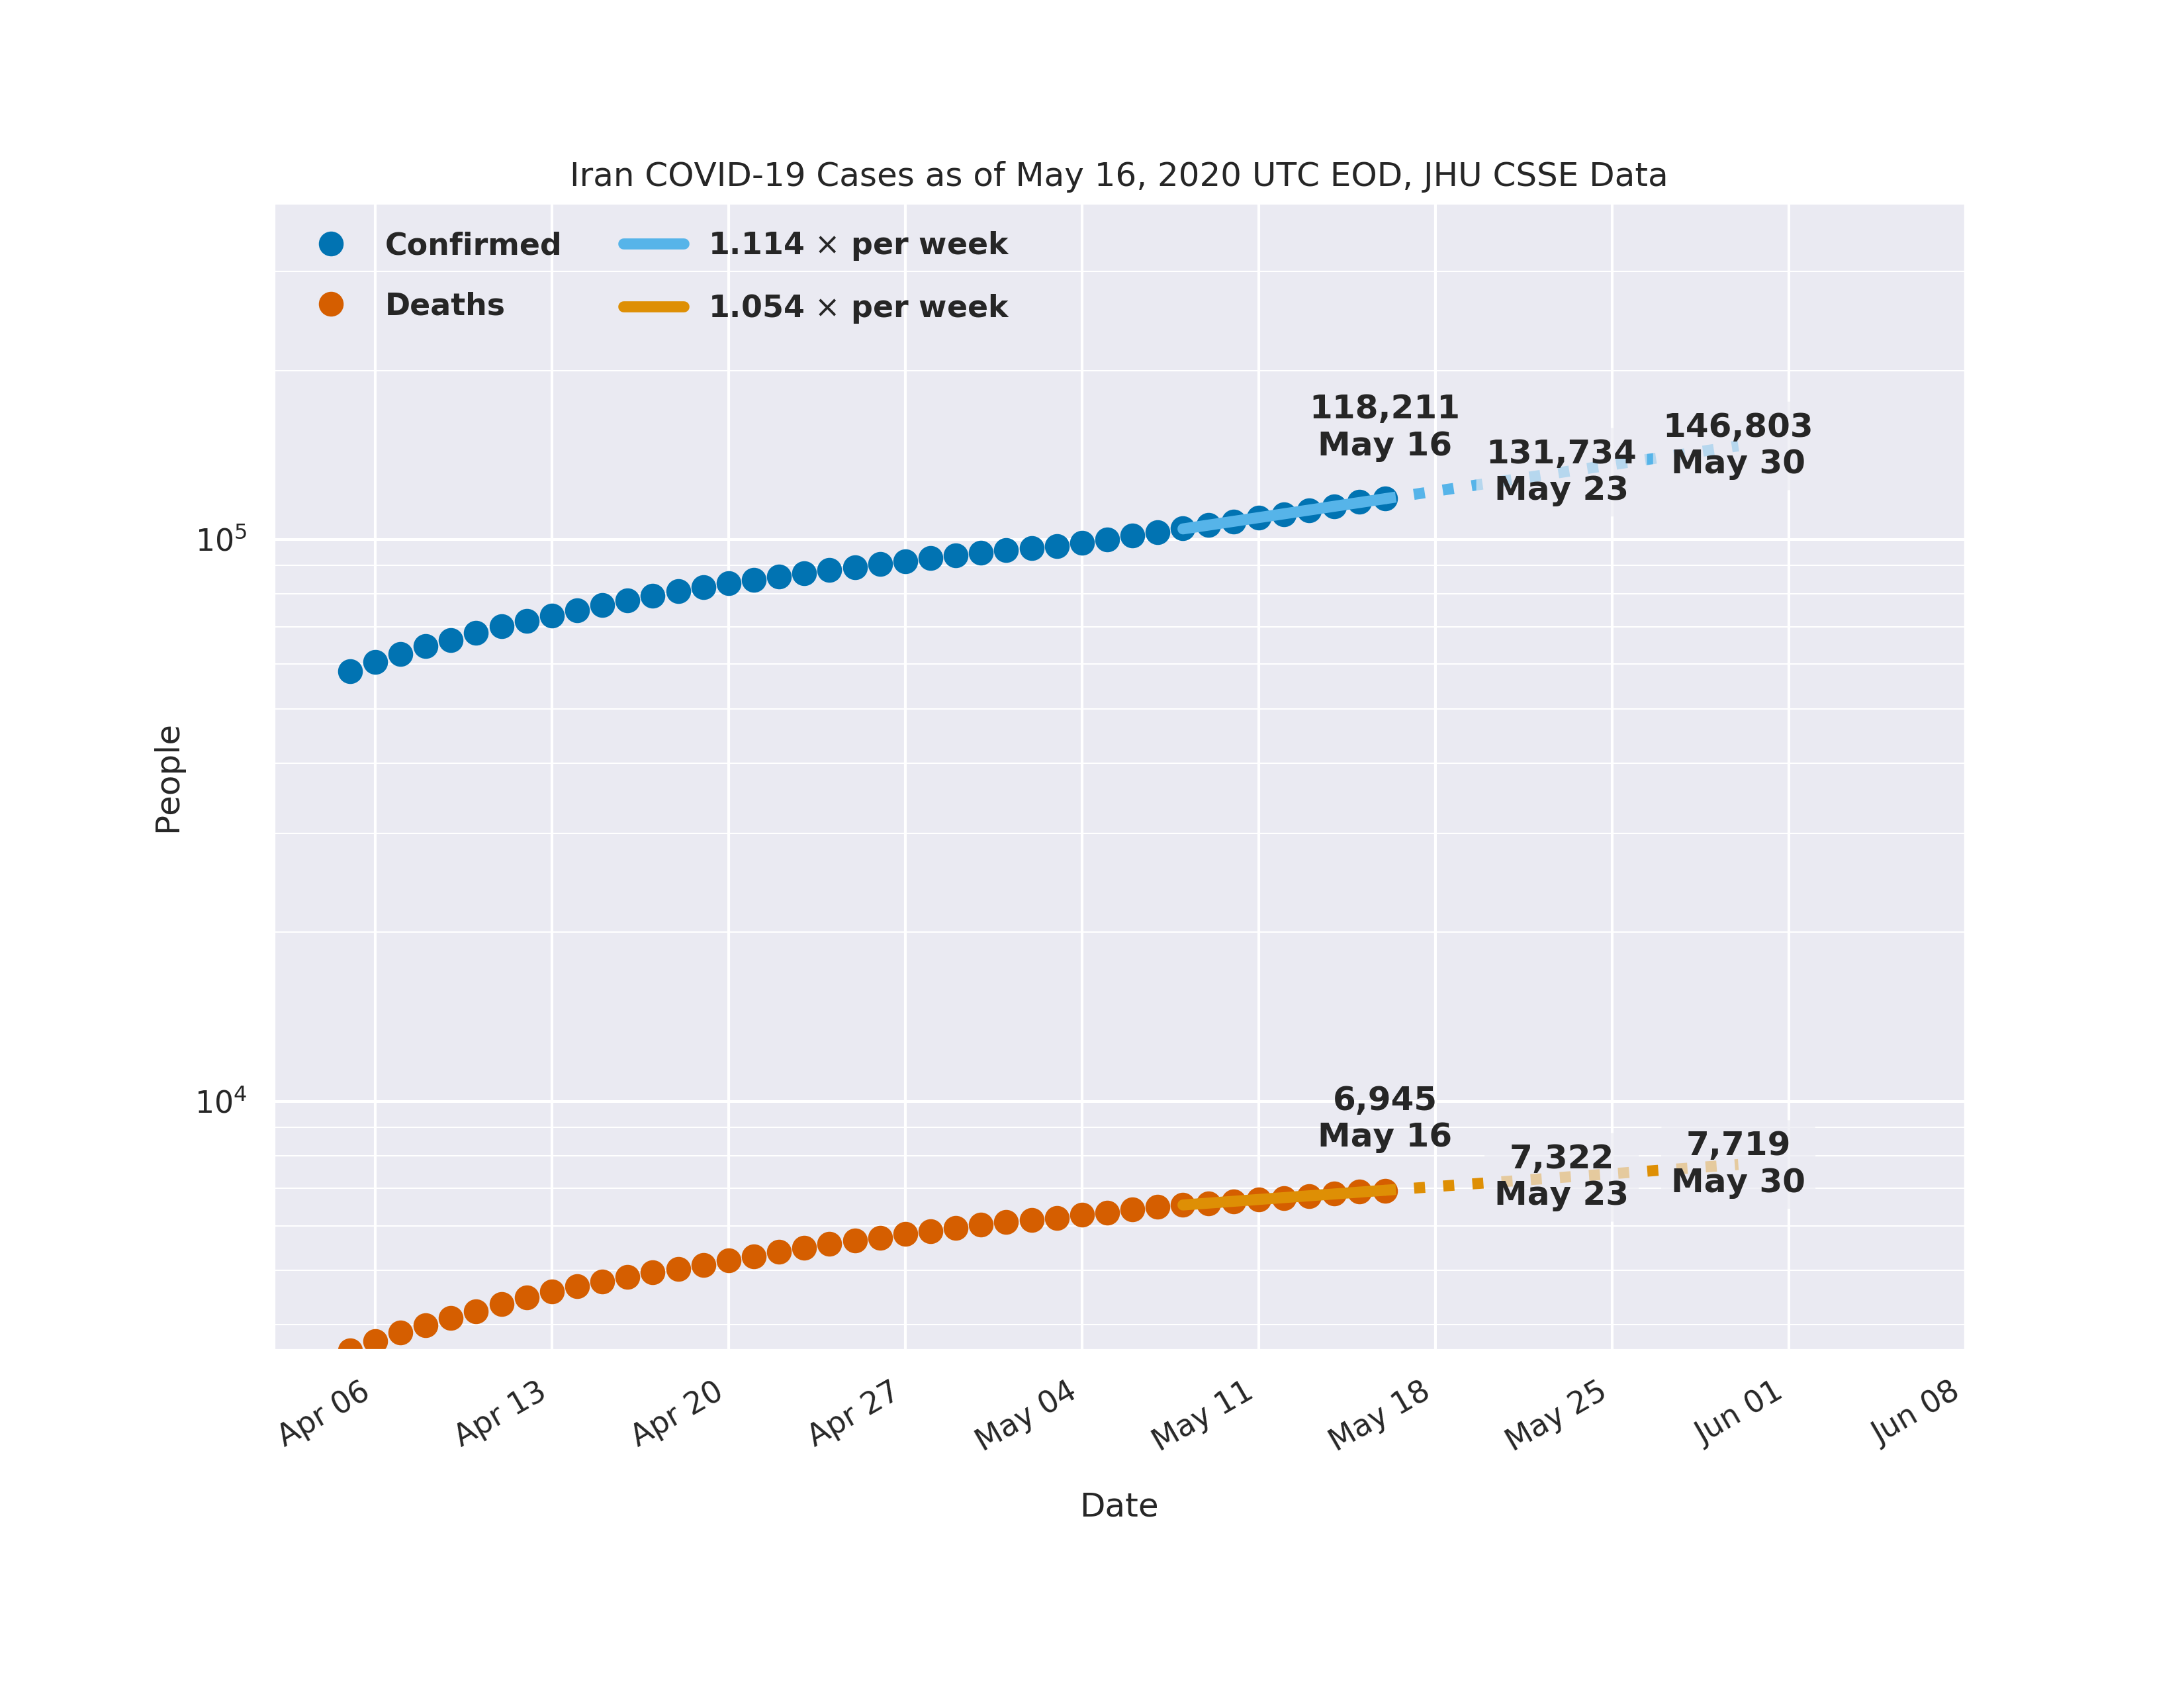 Iran COVID-19 Cases as of May 16, 2020 UTC EOD, JHU CSSE Data
Confirmed
Deaths
1.114 × per week
1.054 × per week
118,211
May 16
131,734
May 23
146,803
May 30
10⁵
People
10⁴
6,945
May 16
7,322
May 23
7,719
May 30
Apr 06
Apr 13
Apr 20
Apr 27
May 04
May 11
May 18
May 25
Jun 01
Jun 08
Date